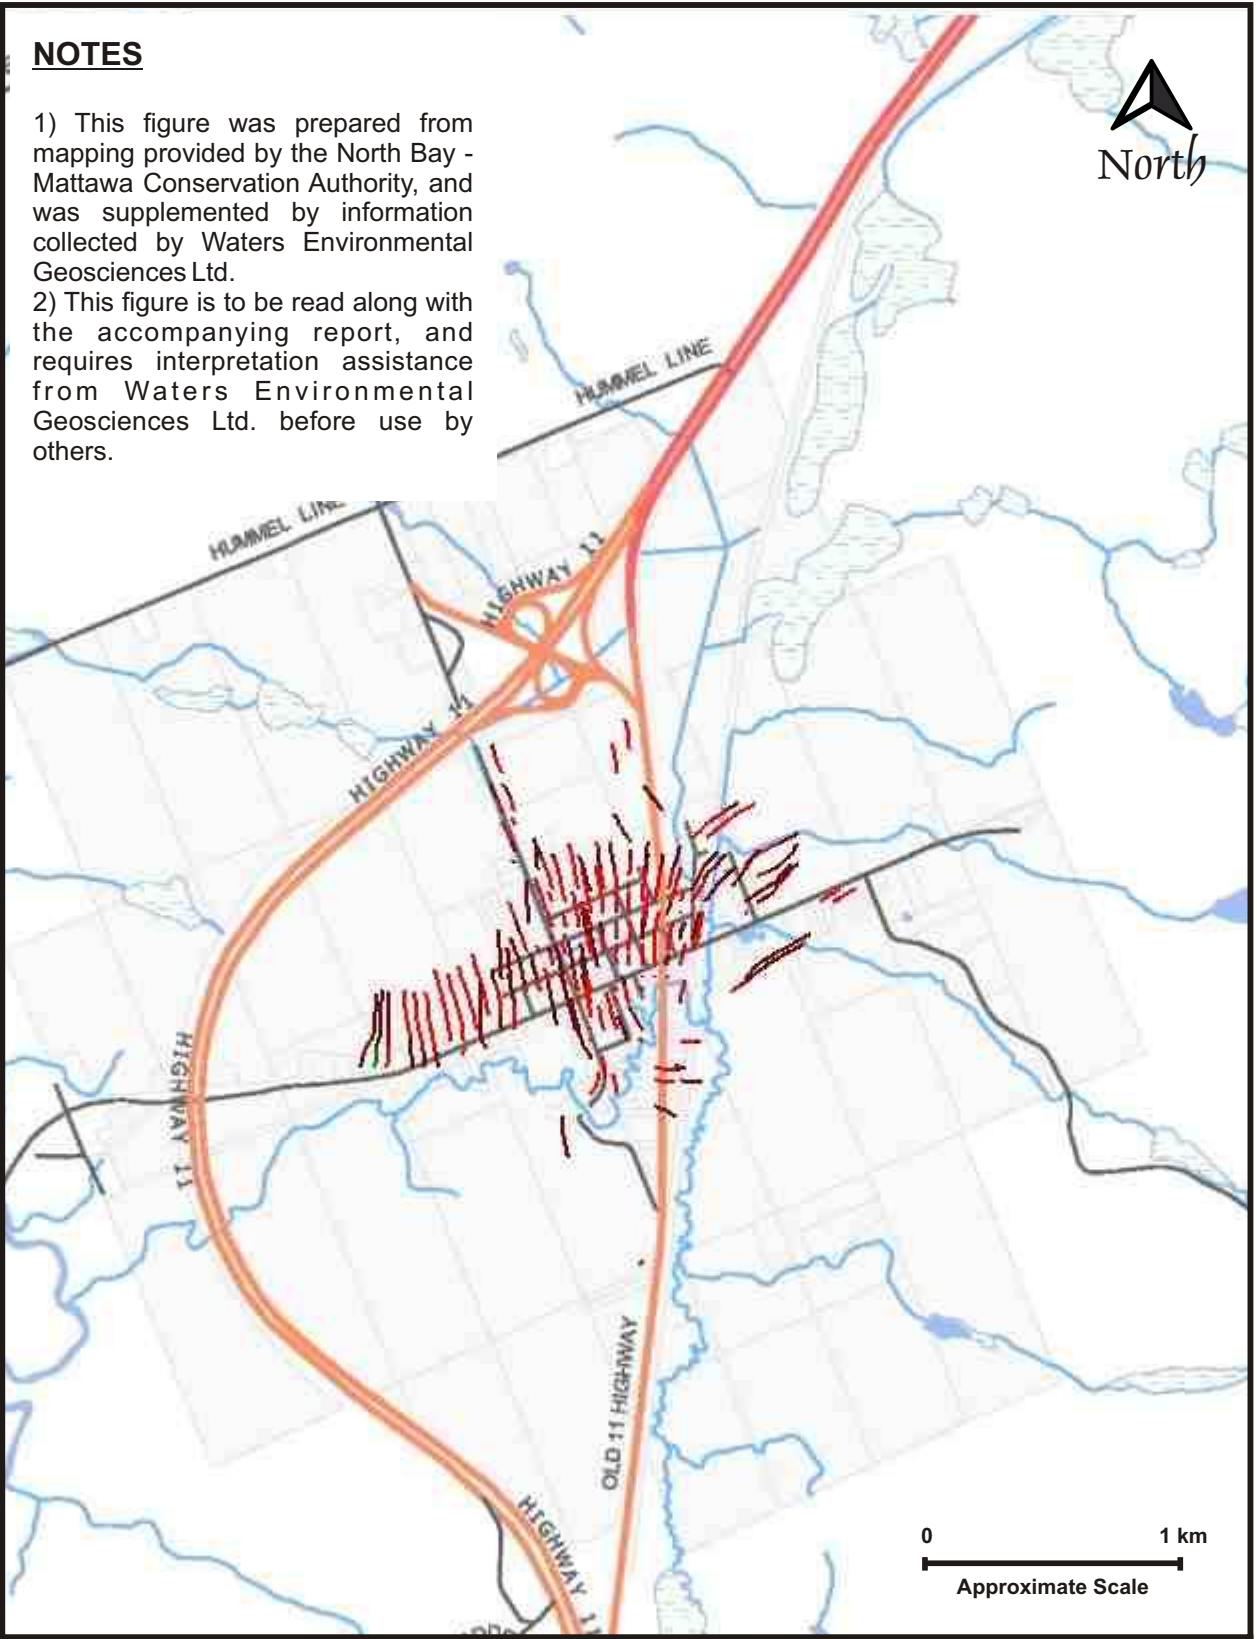 NOTES
1) This figure was prepared from
mapping provided by the North Bay -
Mattawa Conservation Authority, and
was supplemented by information
collected by Waters Environmental
Geosciences Ltd.
2) This figure is to be read along with
the accompanying report, and
requires interpretation assistance
from Waters Environmental
Geosciences Ltd. before use by
others.
North
HUMMEL LINE
HUMMEL LINE
HIGHWAY 11
HIGHWAY 11
HIGHWAY 11
OLD 11 HIGHWAY
HIGHWAY 11
0 1 km
Approximate Scale